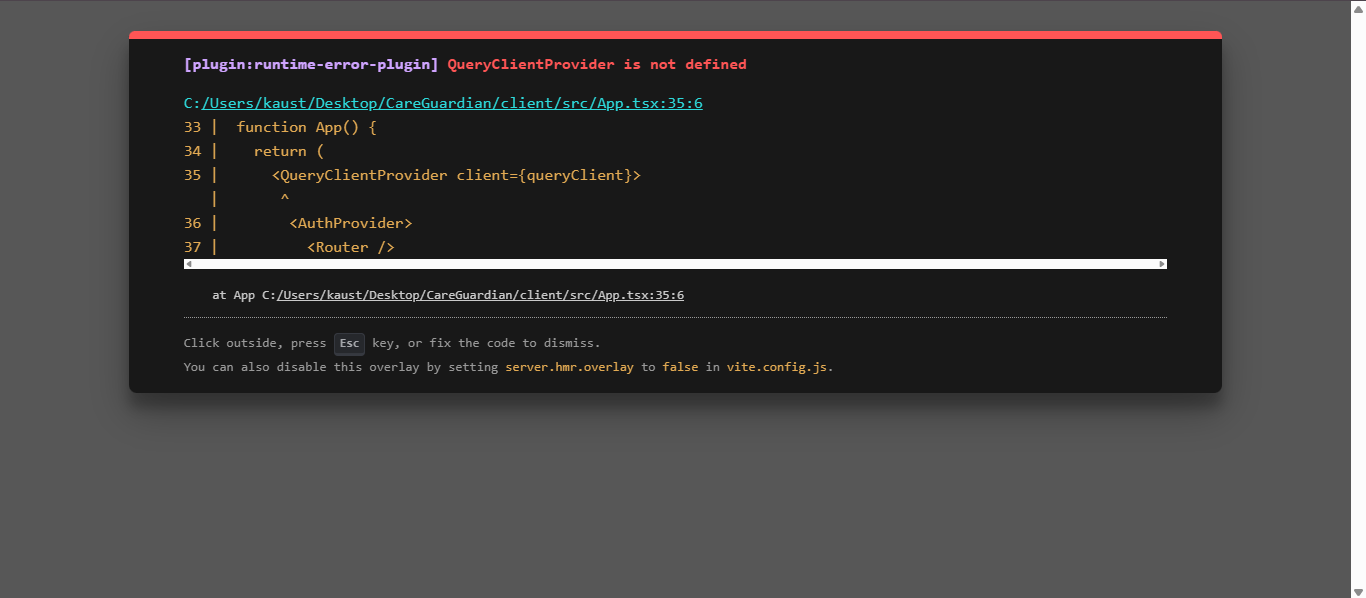 [plugin:runtime-error-plugin] QueryClientProvider is not defined
C:/Users/kaust/Desktop/CareGuardian/client/src/App.tsx:35:6
33 |  function App() {
34 |    return (
35 |      <QueryClientProvider client={queryClient}>
   |       ^
36 |        <AuthProvider>
37 |          <Router />
at App C:/Users/kaust/Desktop/CareGuardian/client/src/App.tsx:35:6
Click outside, press Esc key, or fix the code to dismiss.
You can also disable this overlay by setting server.hmr.overlay to false in vite.config.js.